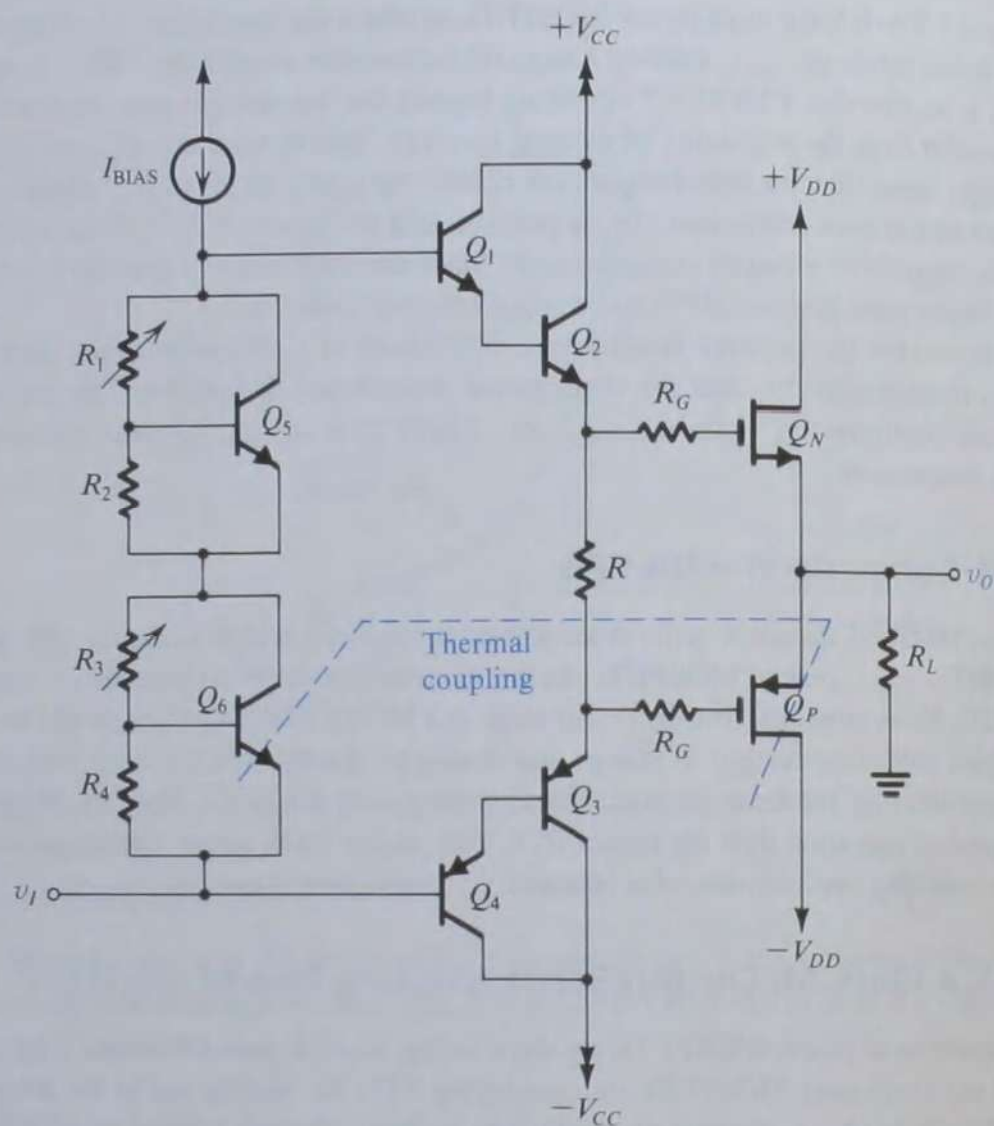 +V_CC
I_BIAS
+V_DD
Q_1
Q_2
R_1
R_G
Q_N
Q_5
R_2
R
v_O
Thermal
coupling
R_L
R_3
Q_6
Q_P
R_G
R_4
Q_3
v_I
Q_4
−V_DD
−V_CC